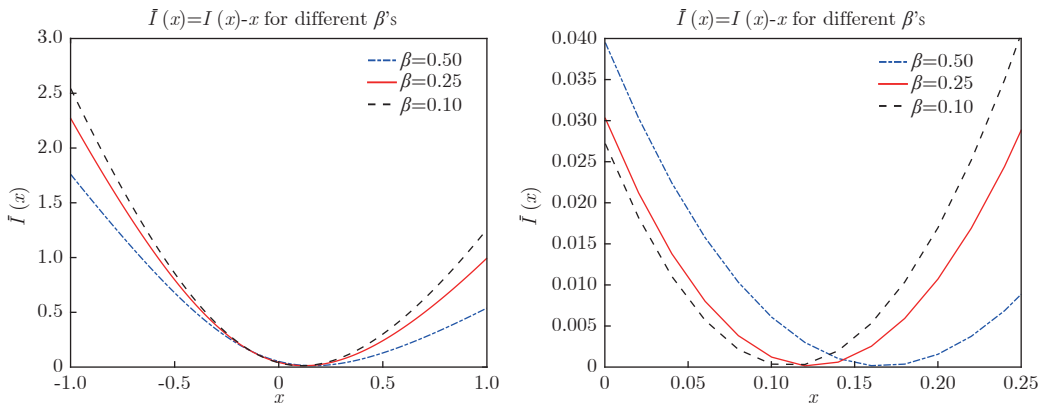 Ī (x)=I (x)-x for different β's
3.0
2.5
2.0
1.5
1.0
0.5
0
-1.0
-0.5
0
0.5
1.0
Ī (x)
x
β=0.50
β=0.25
β=0.10
Ī (x)=I (x)-x for different β's
0.040
0.035
0.030
0.025
0.020
0.015
0.010
0.005
0
0
0.05
0.10
0.15
0.20
0.25
Ī (x)
x
β=0.50
β=0.25
β=0.10